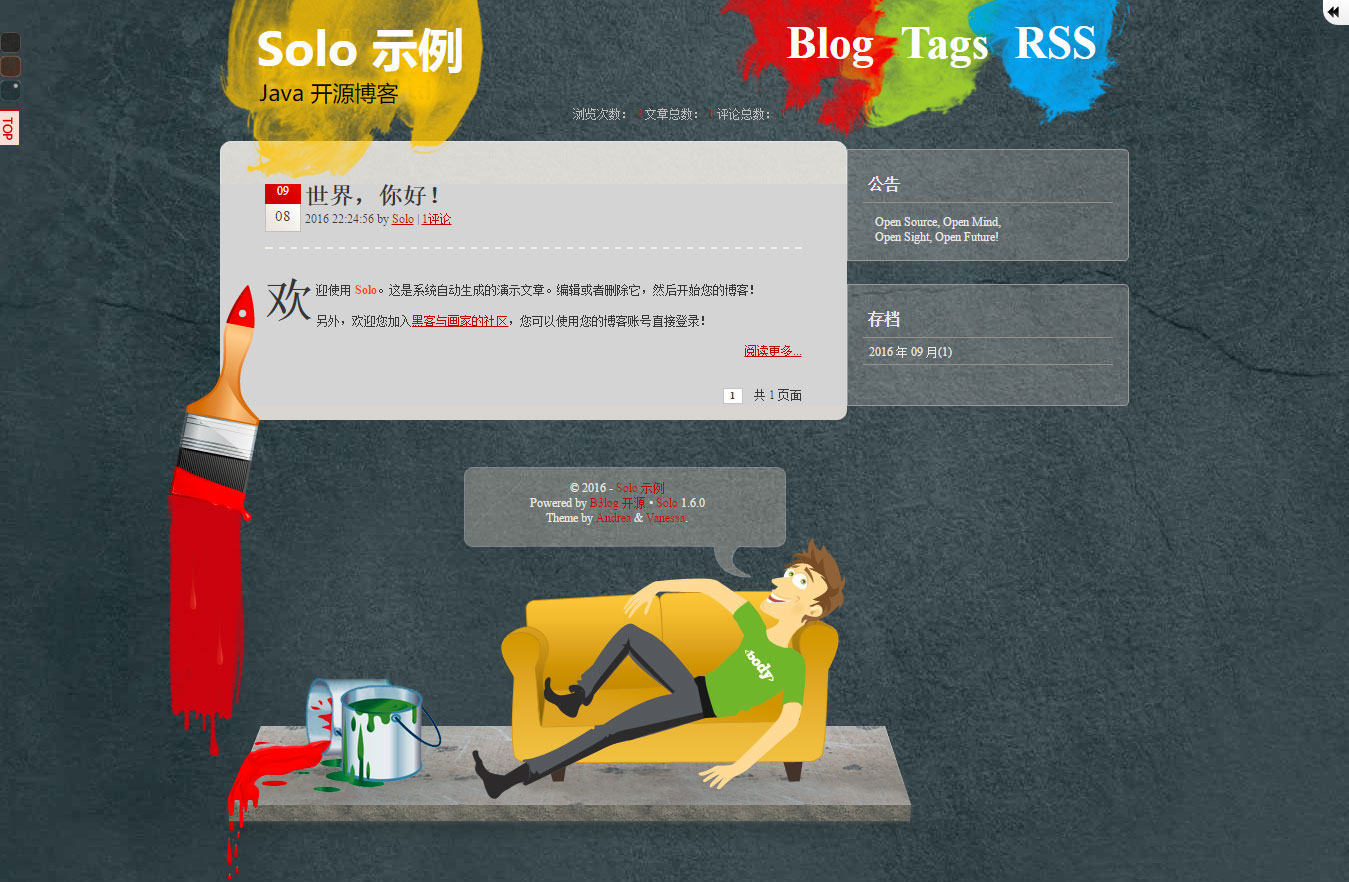 Solo 示例
Java 开源博客
Blog Tags RSS
浏览次数： 文章总数： 评论总数：
TOP
09
08
世界，你好！
2016 22:24:56 by Solo | 1评论
欢迎使用 Solo。这是系统自动生成的演示文章。编辑或者删除它，然后开始您的博客！
另外，欢迎您加入黑客与画家的社区，您可以使用您的博客账号直接登录！
阅读更多...
1 共 1 页面
公告
Open Source, Open Mind,
Open Sight, Open Future!
存档
2016 年 09 月(1)
© 2016 - Solo 示例
Powered by B3log 开源 • Solo 1.6.0
Theme by Andrea & Vanessa.
&lt;body&gt;